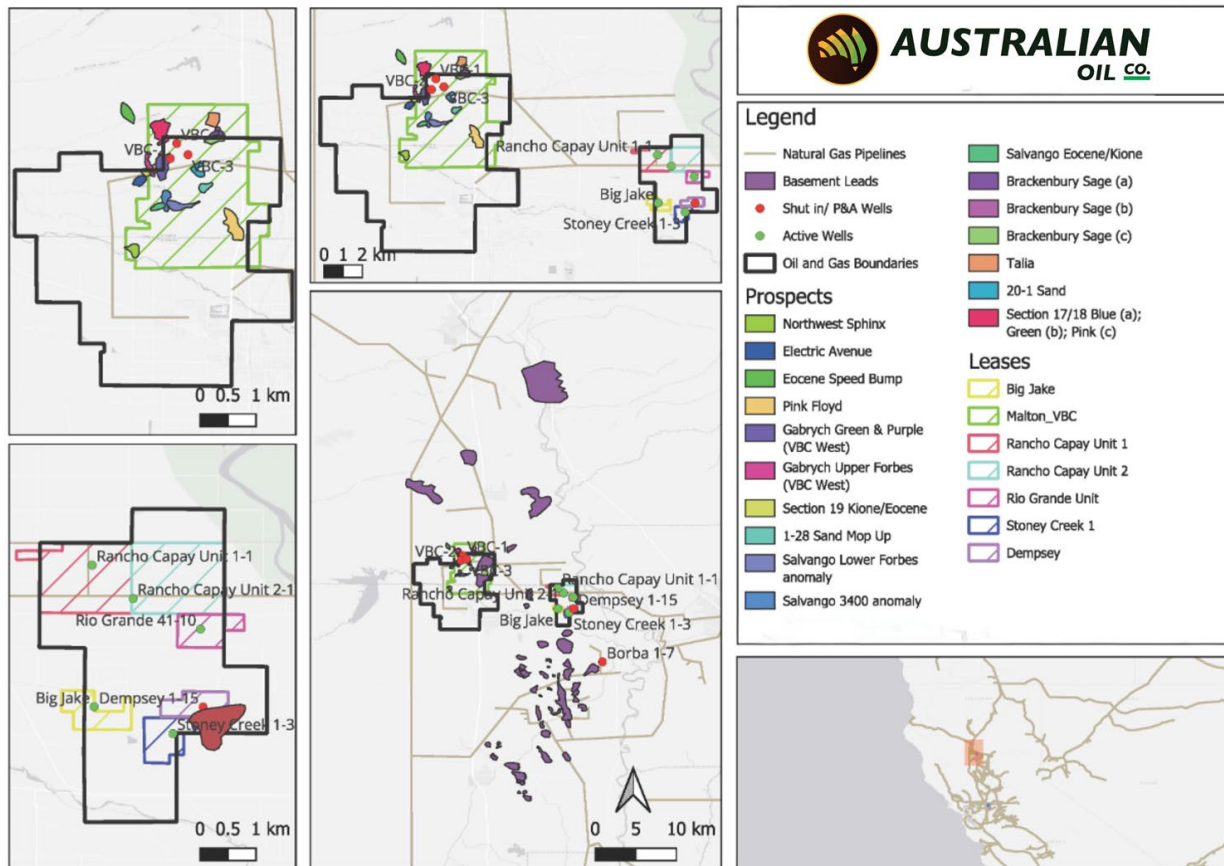 VBC-
VBC-
VBC-3
0 0.5 1 km
VBC-2
VBC-1
VBC-3
Rancho Capay Unit 1-1
Big Jake
Stoney Creek 1-3
0 1 2 km
Rancho Capay Unit 1-1
Rancho Capay Unit 2-1
Rio Grande 41-10
Big Jake
Dempsey 1-15
Stoney Creek 1-3
0 0.5 1 km
VBC-2
VBC-1
Rancho Capay Unit 1-1
Rancho Capay Unit 2-1
Dempsey 1-15
Big Jake
Stoney Creek 1-3
Borba 1-7
0 5 10 km
AUSTRALIAN
OIL CO.
Legend
Natural Gas Pipelines
Basement Leads
Shut in/ P&A Wells
Active Wells
Oil and Gas Boundaries
Prospects
Northwest Sphinx
Electric Avenue
Eocene Speed Bump
Pink Floyd
Gabrych Green & Purple
(VBC West)
Gabrych Upper Forbes
(VBC West)
Section 19 Kione/Eocene
1-28 Sand Mop Up
Salvango Lower Forbes
anomaly
Salvango 3400 anomaly
Salvango Eocene/Kione
Brackenbury Sage (a)
Brackenbury Sage (b)
Brackenbury Sage (c)
Talia
20-1 Sand
Section 17/18 Blue (a);
Green (b); Pink (c)
Leases
Big Jake
Malton_VBC
Rancho Capay Unit 1
Rancho Capay Unit 2
Rio Grande Unit
Stoney Creek 1
Dempsey